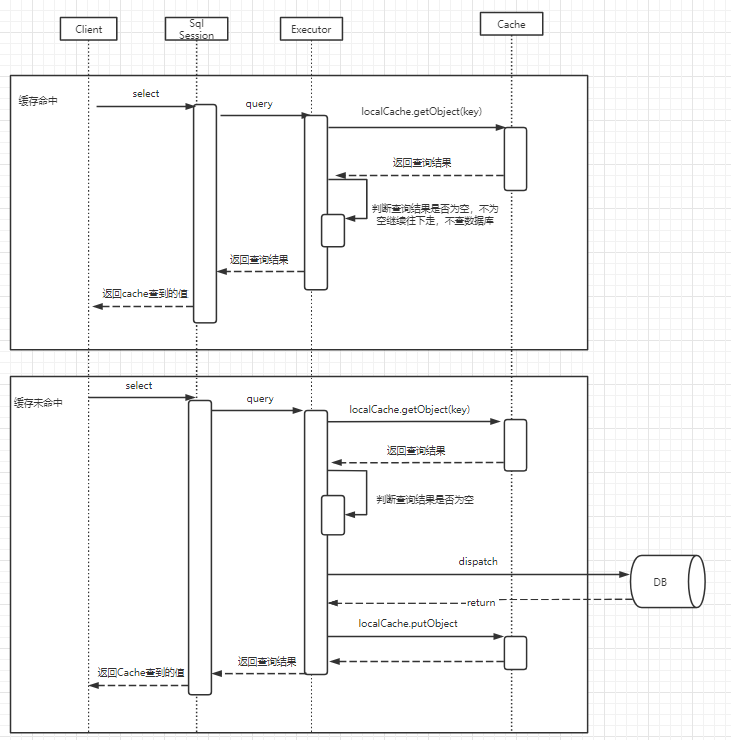 Client
Sql
Session
Executor
Cache
缓存命中
select
query
localCache.getObject(key)
返回查询结果
判断查询结果是否为空，不为
空继续往下走，不查数据库
返回查询结果
返回cache查到的值
缓存未命中
select
query
localCache.getObject(key)
返回查询结果
判断查询结果是否为空
dispatch
DB
return
localCache.putObject
返回查询结果
返回Cache查到的值